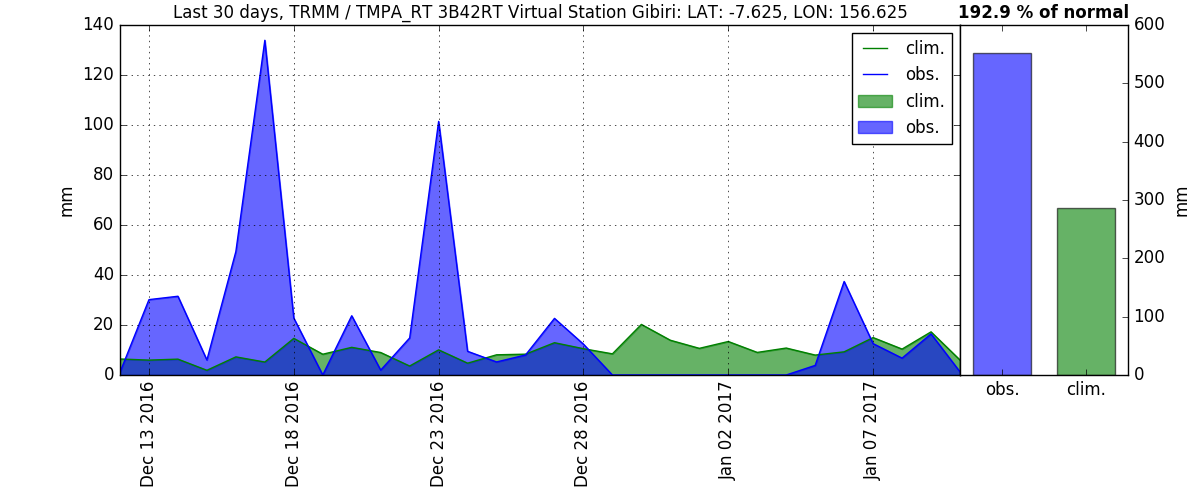 Last 30 days, TRMM / TMPA_RT 3B42RT Virtual Station Gibiri: LAT: -7.625, LON: 156.625
192.9 % of normal
140
120
100
80
60
40
20
0
mm
clim.
obs.
clim.
obs.
600
500
400
300
200
100
0
mm
Dec 13 2016
Dec 18 2016
Dec 23 2016
Dec 28 2016
Jan 02 2017
Jan 07 2017
obs.
clim.